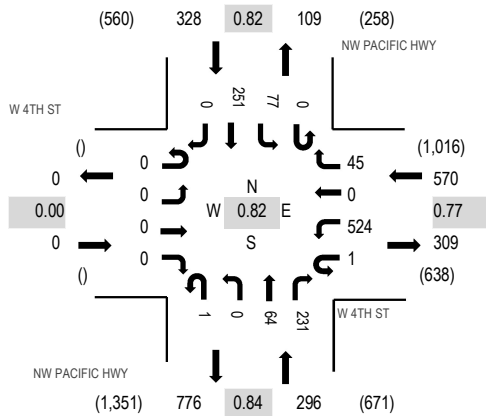 (560) 328 0.82 109 (258)
NW PACIFIC HWY
0 251 77 0
W 4TH ST
() 0 45 (1,016)
0 0 N 0 570
0.00 W 0.82 E 0.77
0 0 S 524 309
() 0 1 (638)
1 0 64 231
W 4TH ST
NW PACIFIC HWY
(1,351) 776 0.84 296 (671)